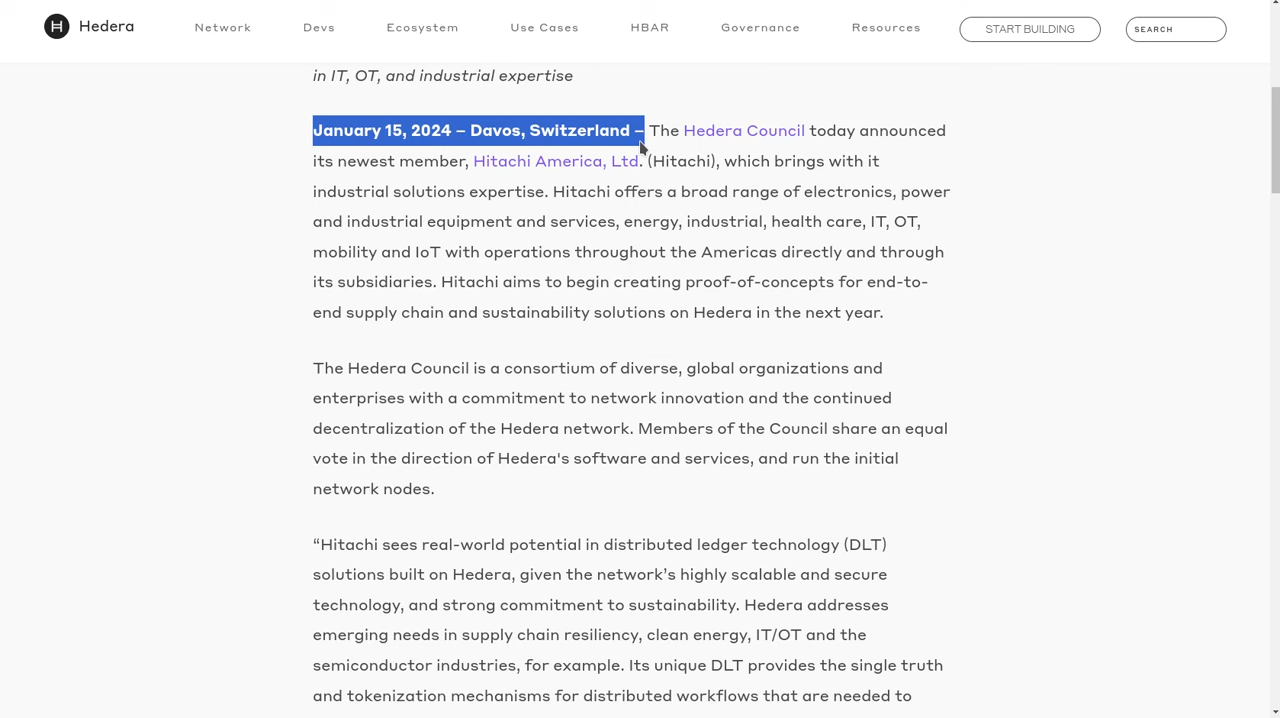 Hedera
Network
Devs
Ecosystem
Use Cases
HBAR
Governance
Resources
START BUILDING
SEARCH
in IT, OT, and industrial expertise
January 15, 2024 – Davos, Switzerland – The Hedera Council today announced
its newest member, Hitachi America, Ltd. (Hitachi), which brings with it
industrial solutions expertise. Hitachi offers a broad range of electronics, power
and industrial equipment and services, energy, industrial, health care, IT, OT,
mobility and IoT with operations throughout the Americas directly and through
its subsidiaries. Hitachi aims to begin creating proof-of-concepts for end-to-
end supply chain and sustainability solutions on Hedera in the next year.
The Hedera Council is a consortium of diverse, global organizations and
enterprises with a commitment to network innovation and the continued
decentralization of the Hedera network. Members of the Council share an equal
vote in the direction of Hedera's software and services, and run the initial
network nodes.
“Hitachi sees real-world potential in distributed ledger technology (DLT)
solutions built on Hedera, given the network’s highly scalable and secure
technology, and strong commitment to sustainability. Hedera addresses
emerging needs in supply chain resiliency, clean energy, IT/OT and the
semiconductor industries, for example. Its unique DLT provides the single truth
and tokenization mechanisms for distributed workflows that are needed to